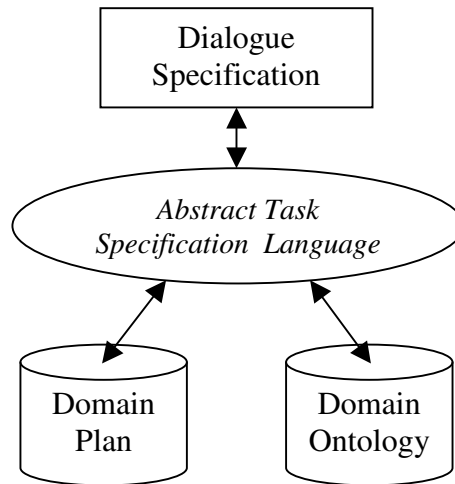 Dialogue
Specification
Abstract Task
Specification Language
Domain
Plan
Domain
Ontology